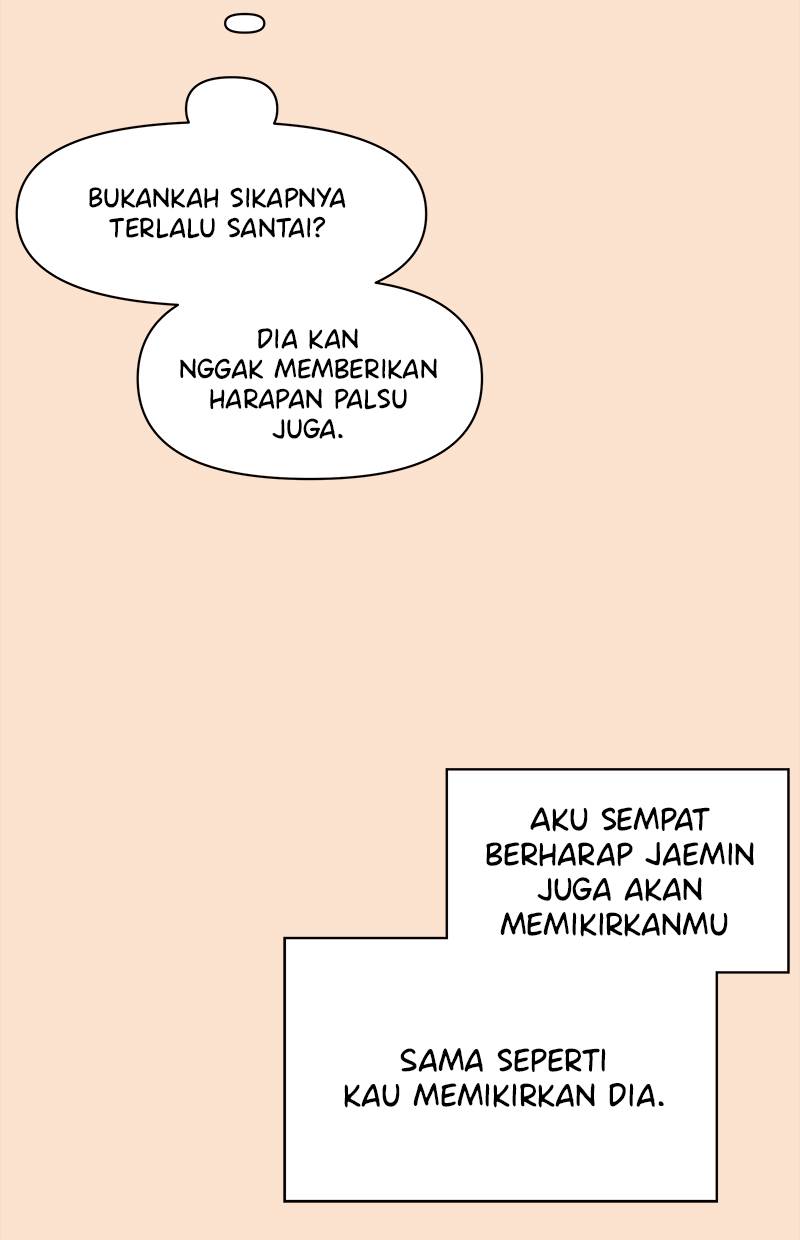 BUKANKAH SIKAPNYA
TERLALU SANTAI?
DIA KAN
NGGAK MEMBERIKAN
HARAPAN PALSU
JUGA.
AKU SEMPAT
BERHARAP JAEMIN
JUGA AKAN
MEMIKIRKANMU
SAMA SEPERTI
KAU MEMIKIRKAN DIA.